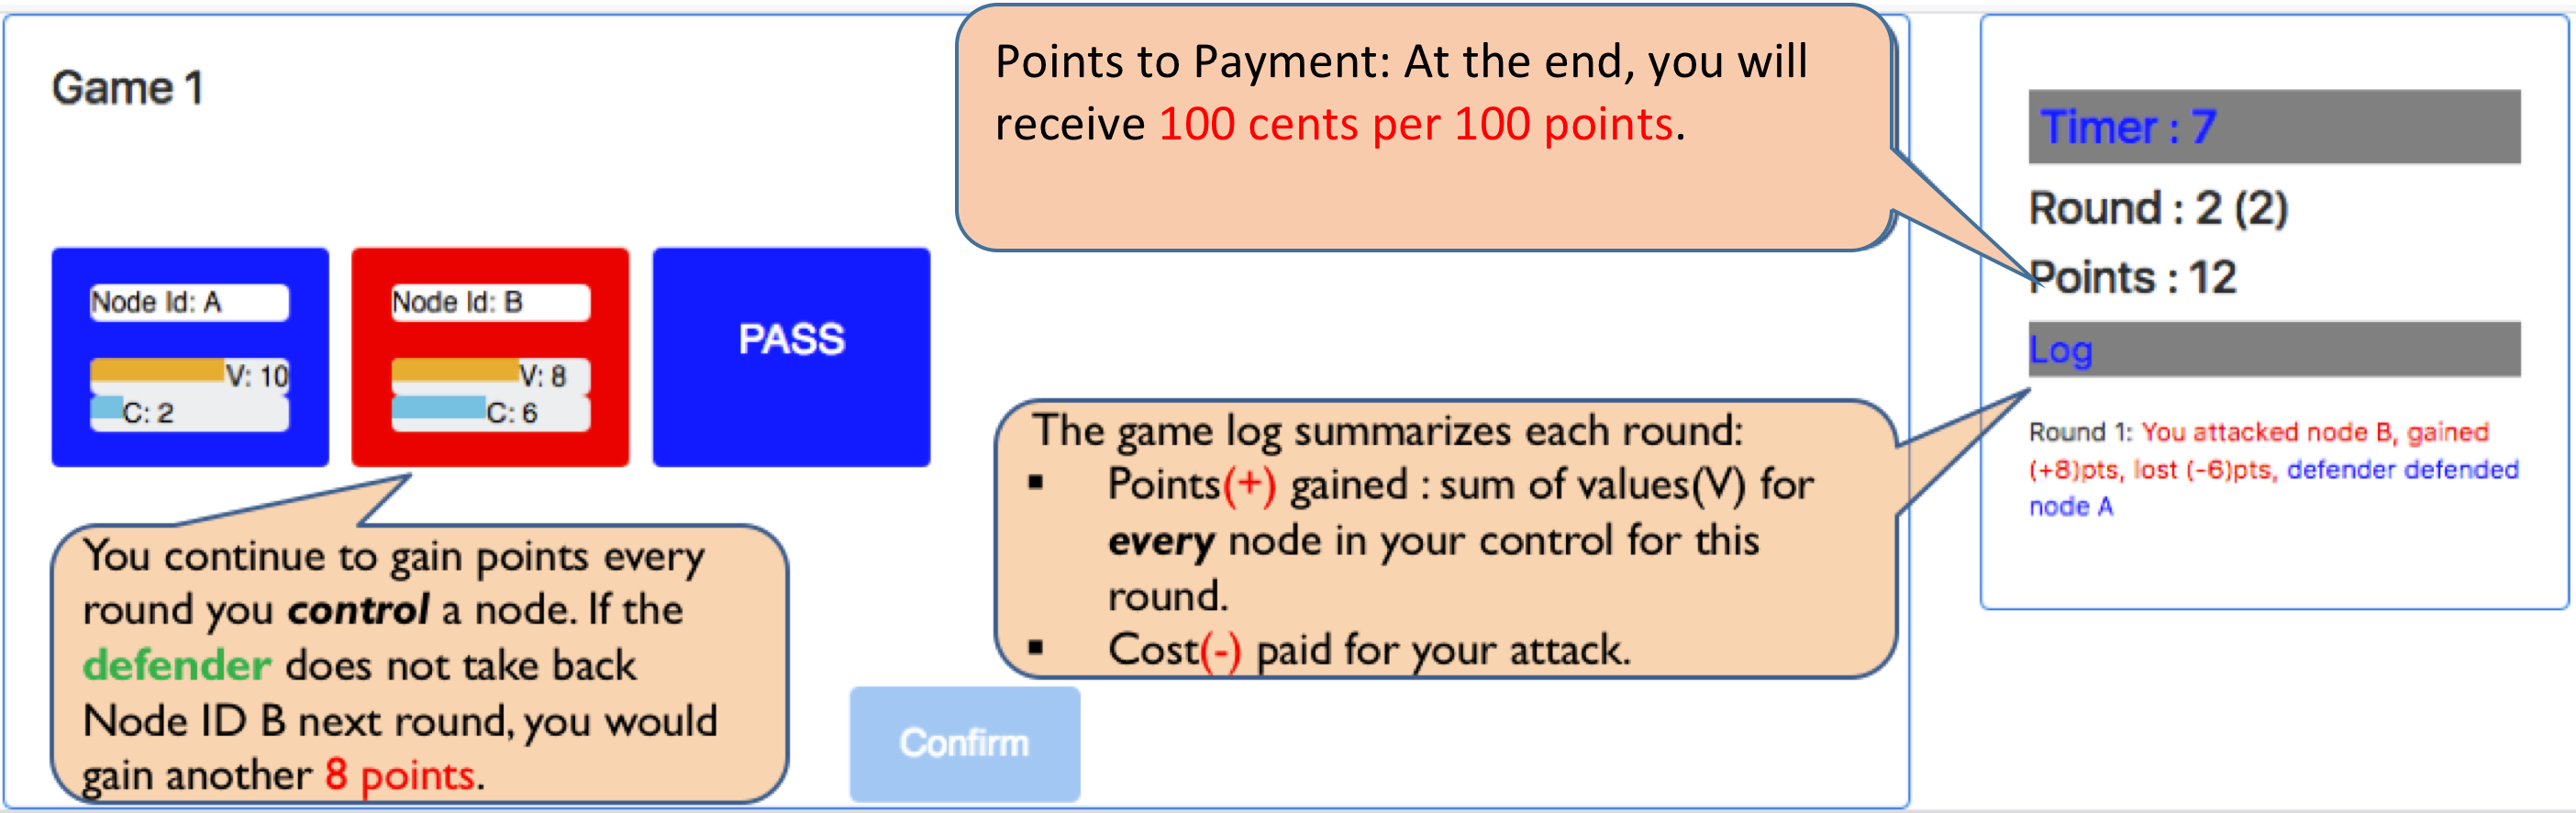 Game 1
Node Id: A
V: 10
C: 2
Node Id: B
V: 8
C: 6
PASS
You continue to gain points every
round you control a node. If the
defender does not take back
Node ID B next round, you would
gain another 8 points.
Confirm
Points to Payment: At the end, you will
receive 100 cents per 100 points.
The game log summarizes each round:
▪ Points(+) gained : sum of values(V) for
every node in your control for this
round.
▪ Cost(-) paid for your attack.
Timer : 7
Round : 2 (2)
Points : 12
Log
Round 1: You attacked node B, gained
(+8)pts, lost (-6)pts, defender defended
node A